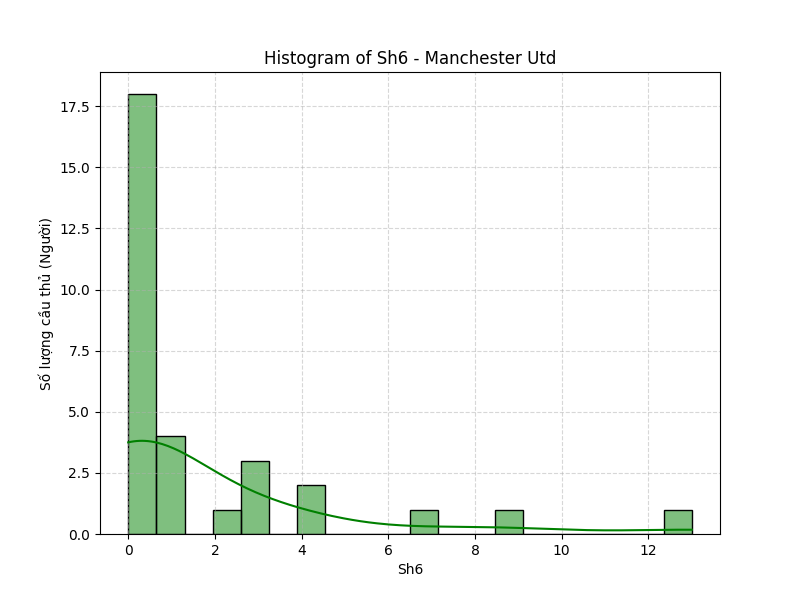 Histogram of Sh6 - Manchester Utd
17.5
15.0
12.5
10.0
7.5
5.0
2.5
0.0
Số lượng cầu thủ (Người)
0 2 4 6 8 10 12
Sh6